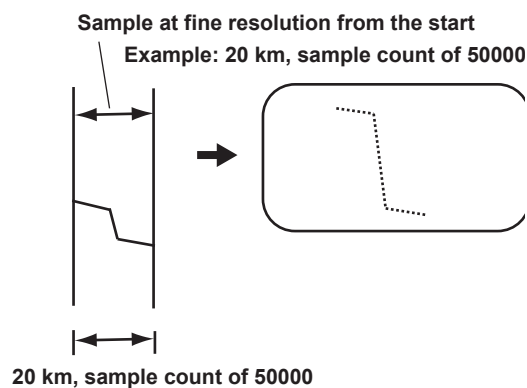 Sample at fine resolution from the start
Example: 20 km, sample count of 50000
20 km, sample count of 50000